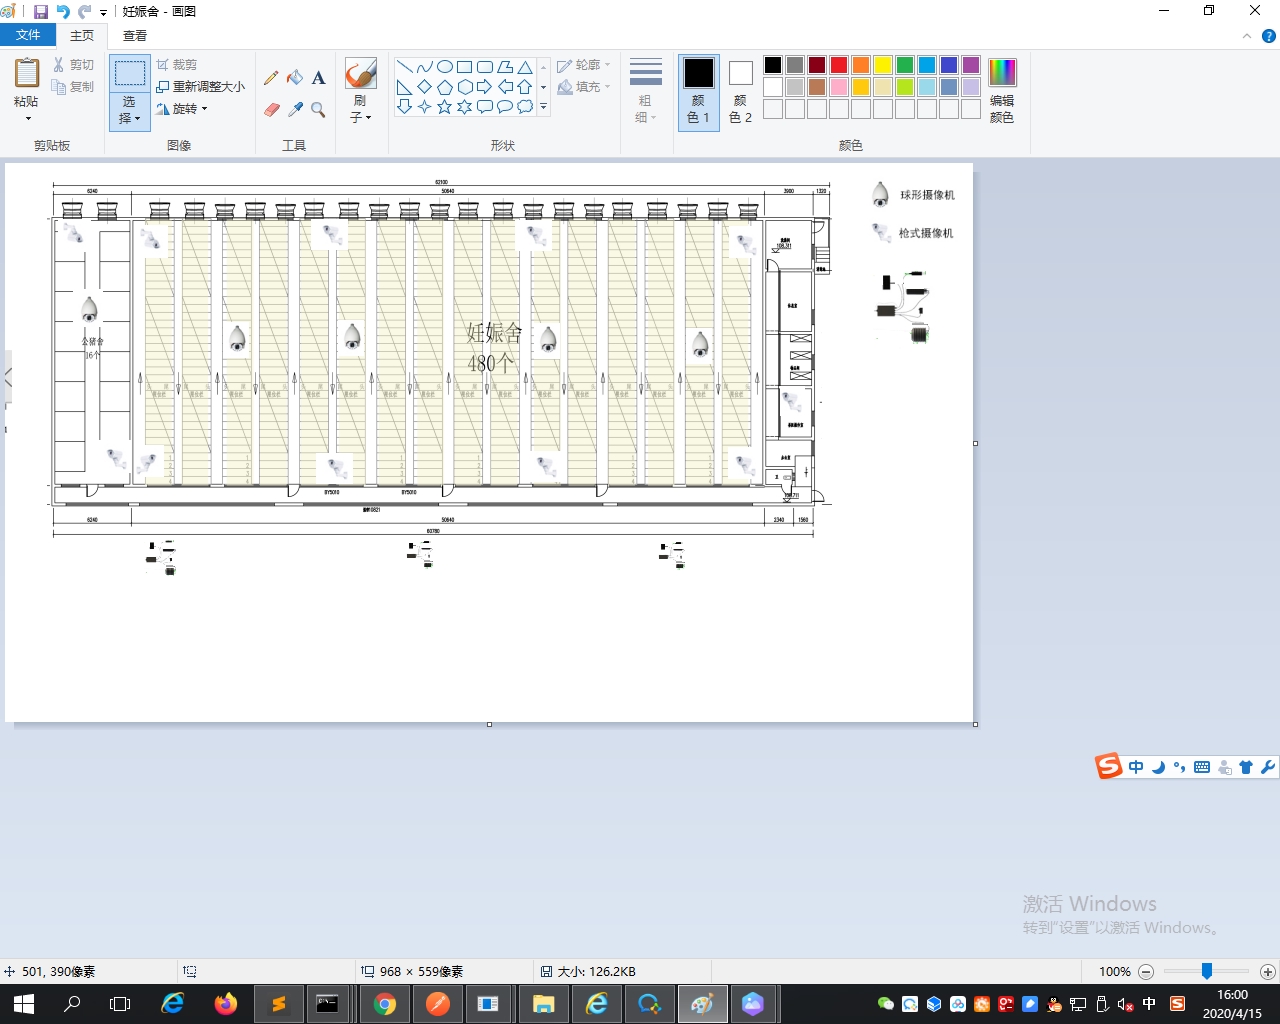 妊娠舍 - 画图
文件
主页
查看
粘贴
剪切
复制
剪贴板
选择
裁剪
重新调整大小
旋转
图像
A
工具
刷子
形状
轮廓
填充
粗细
颜色 1
颜色 2
颜色
编辑颜色
62100
6240
50640
3900
1320
球形摄像机
枪式摄像机
公猪舍
16个
妊娠舍
480个
BY5010
BY5010
6240
50640
2340
1560
60780
中
激活 Windows
转到"设置"以激活 Windows。
501, 390像素
968 × 559像素
大小: 126.2KB
100%
中
16:00
2020/4/15